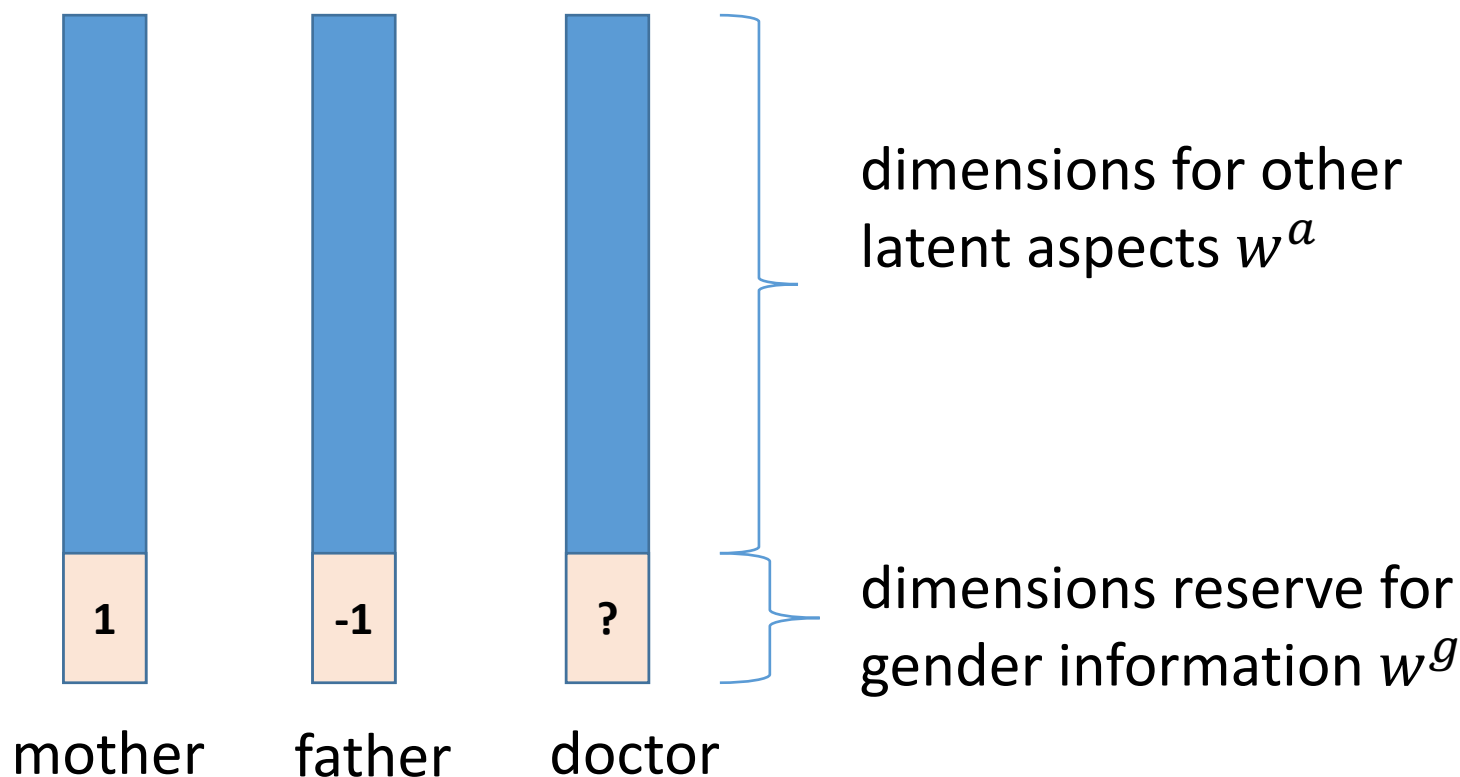 dimensions for other
latent aspects w^a
1
-1
?
dimensions reserve for
gender information w^g
mother
father
doctor